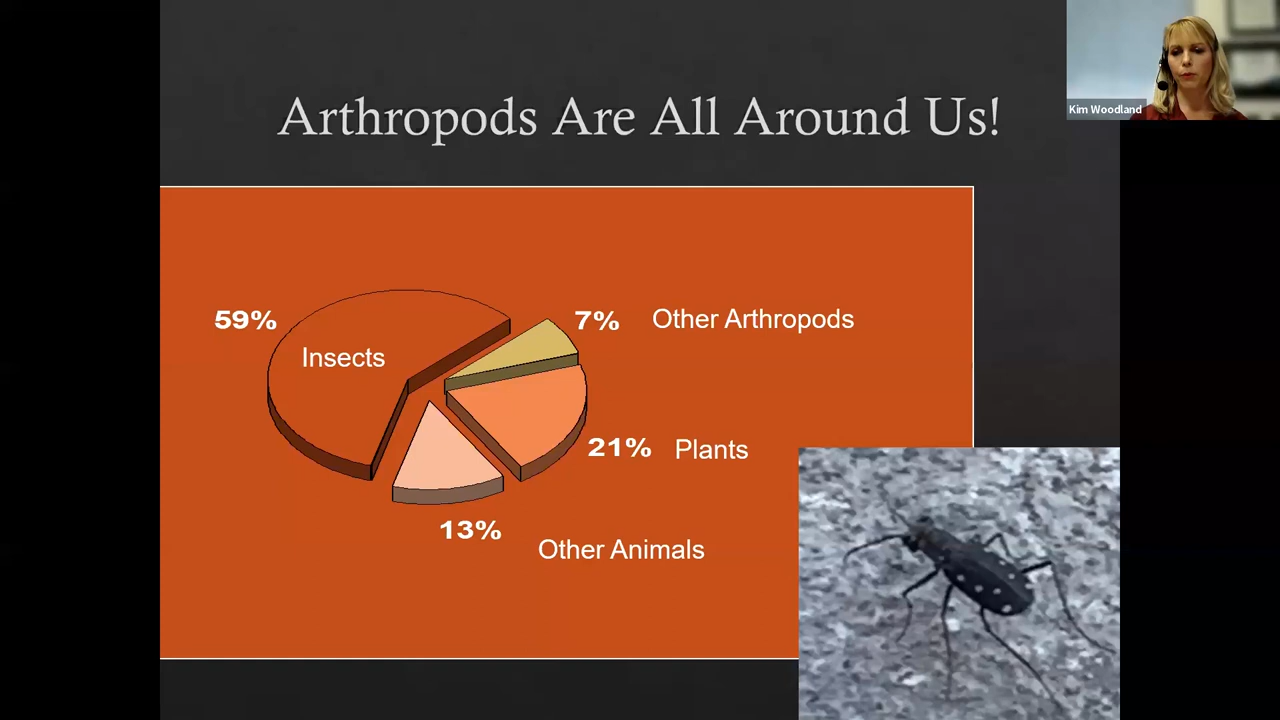 Arthropods Are All Around Us!
Kim Woodland
59%
Insects
7% Other Arthropods
21% Plants
13%
Other Animals